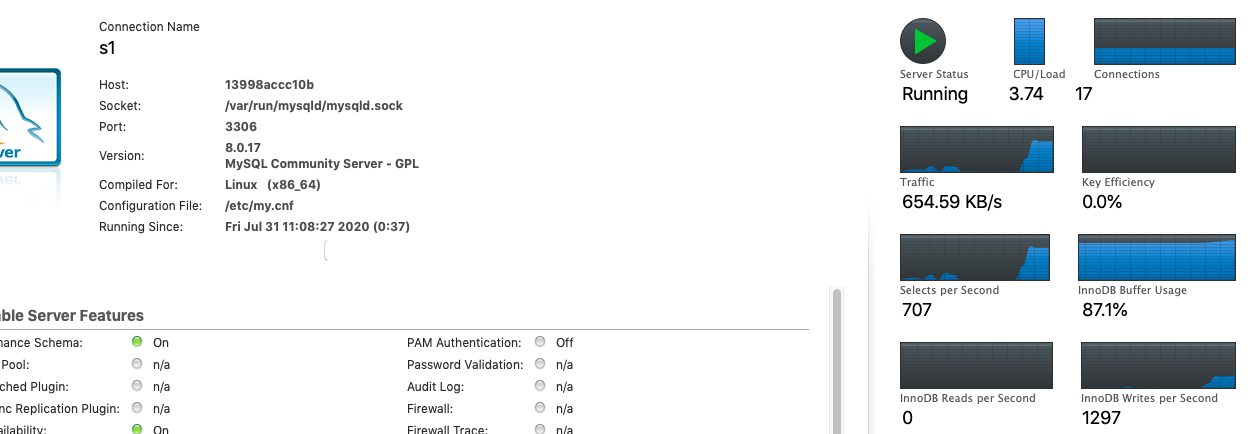 Connection Name
s1
Host: 13998accc10b
Socket: /var/run/mysqld/mysqld.sock
Port: 3306
Version: 8.0.17
MySQL Community Server - GPL
Compiled For: Linux (x86_64)
Configuration File: /etc/my.cnf
Running Since: Fri Jul 31 11:08:27 2020 (0:37)
ver
Server Status
Running
CPU/Load
3.74
Connections
17
Traffic
654.59 KB/s
Key Efficiency
0.0%
Selects per Second
707
InnoDB Buffer Usage
87.1%
InnoDB Reads per Second
0
InnoDB Writes per Second
1297
ble Server Features
mance Schema: On
Pool: n/a
ched Plugin: n/a
nc Replication Plugin: n/a
ailability: On
PAM Authentication: Off
Password Validation: n/a
Audit Log: n/a
Firewall: n/a
Firewall Trace: n/a